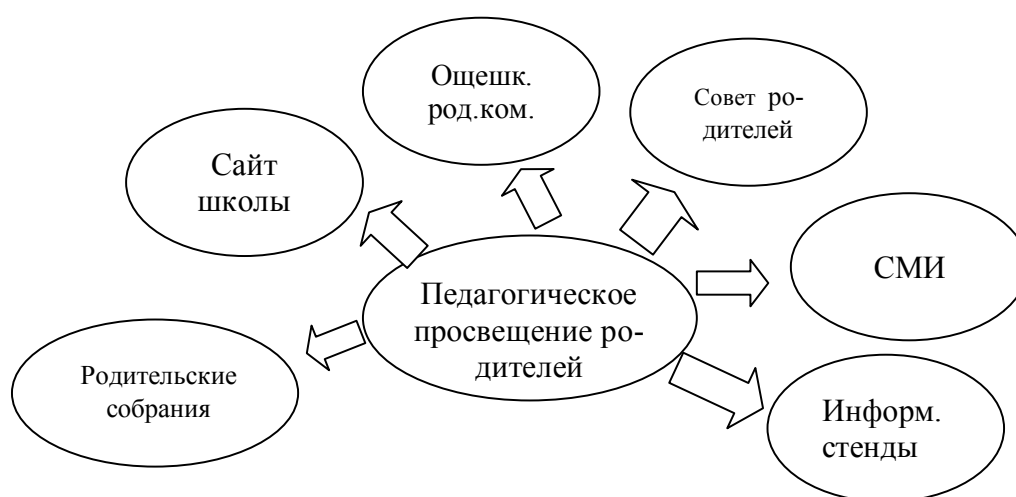 Ощешк.
род.ком.
Совет ро-
дителей
Сайт
школы
СМИ
Педагогическое
просвещение ро-
дителей
Родительские
собрания
Информ.
стенды